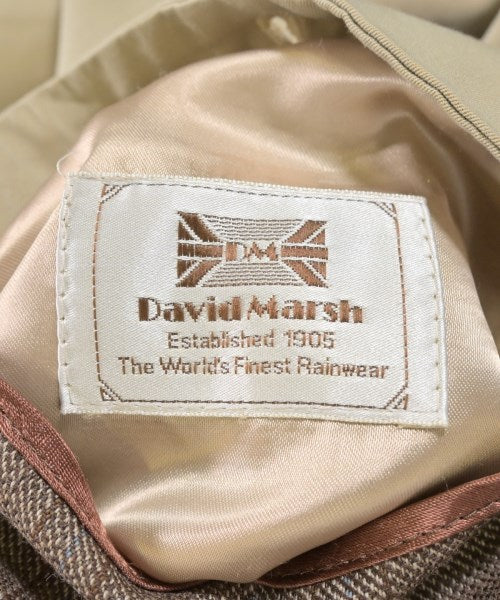 DM
David Marsh
Established 1905
The World's Finest Rainwear